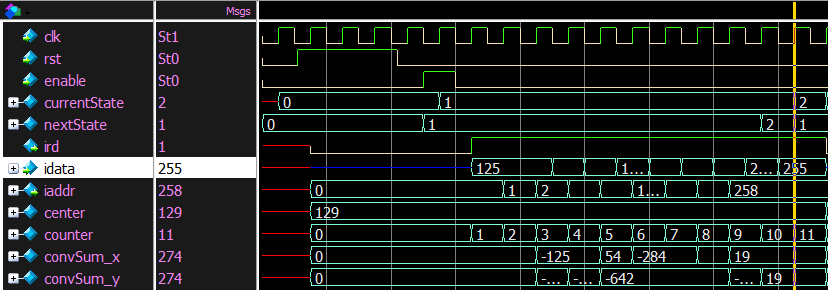 Msgs
clk St1
rst St0
enable St0
currentState 2 0 1 2
nextState 1 0 1 2 1
ird 1
idata 255 125 1... 2... 255
iaddr 258 0 1 2 1... 258
center 129 129
counter 11 0 1 2 3 4 5 6 7 8 9 10 11
convSum_x 274 0 -125 54 -284 19
convSum_y 274 0 -... -... -642 -... 19